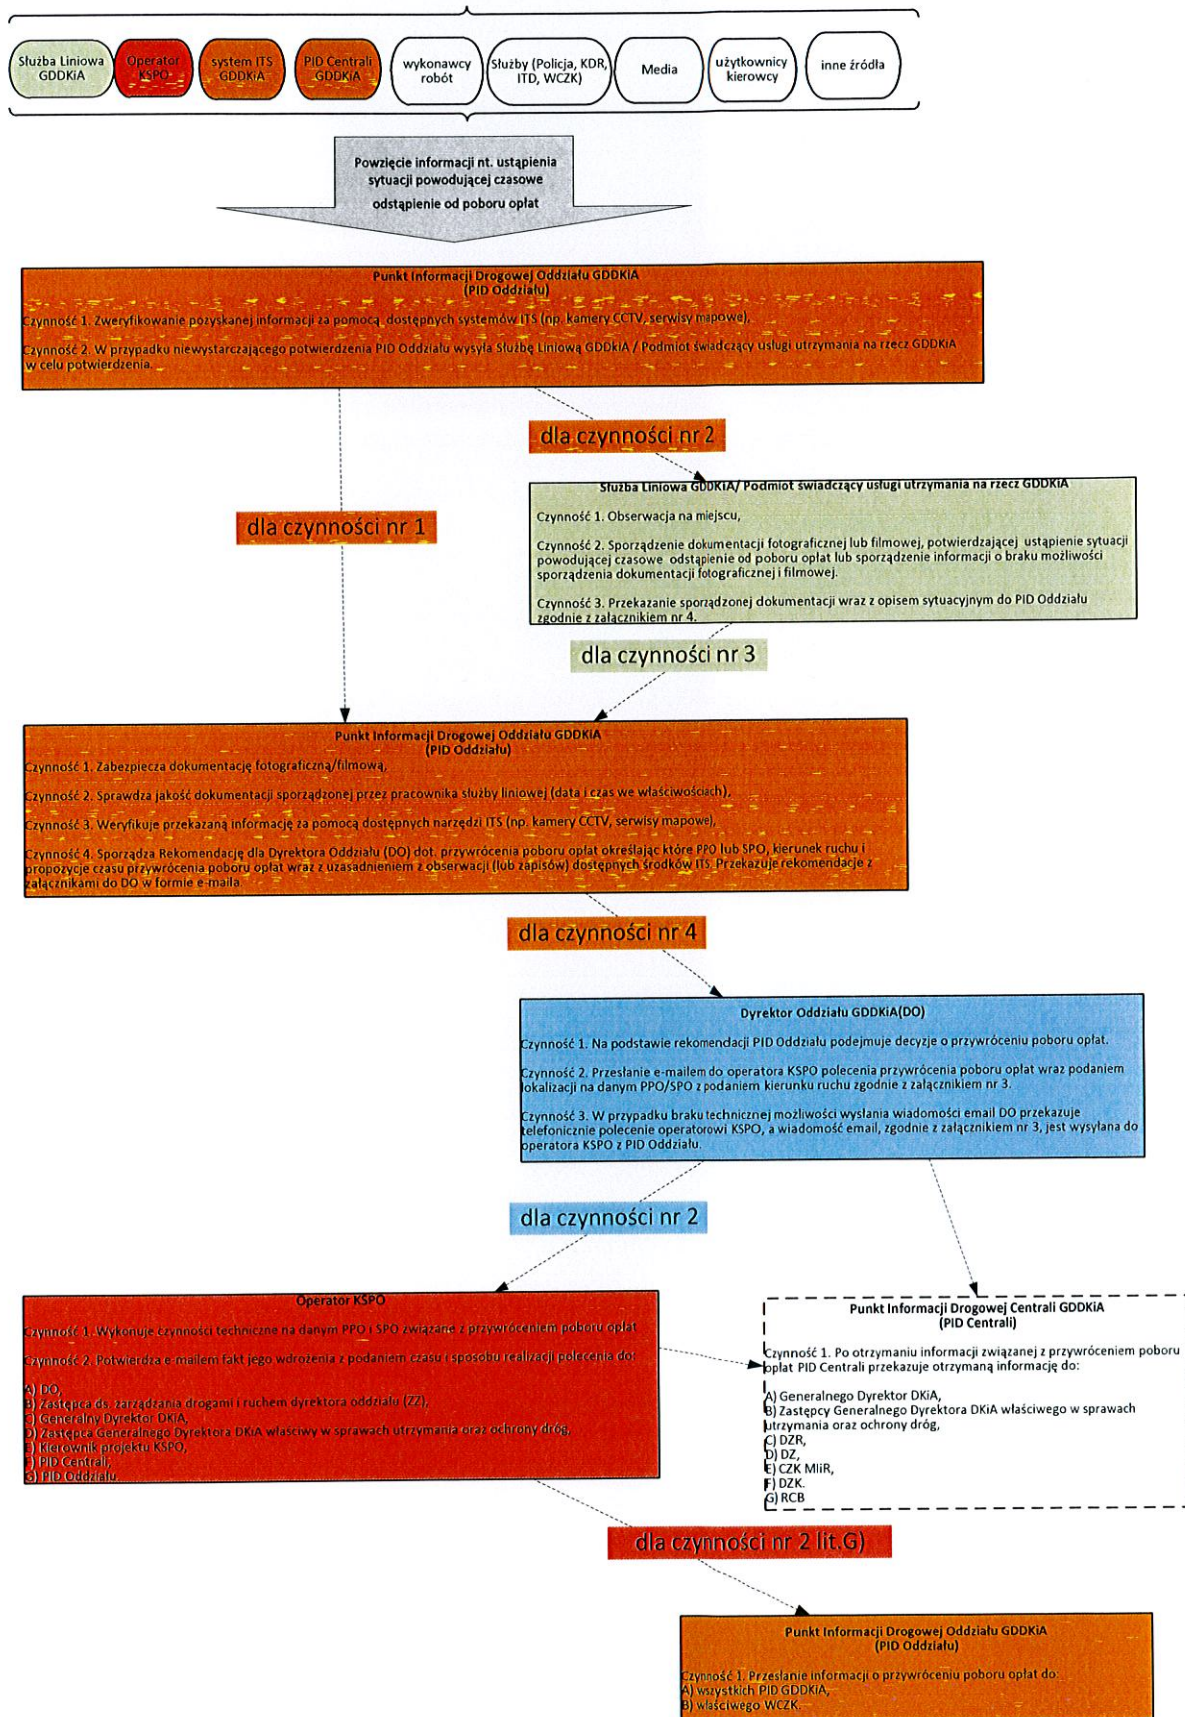 Służba Liniowa
GDDKiA
Operator
KSPO
system ITS
GDDKiA
PID Centrali
GDDKiA
wykonawcy
robót
Służby (Policja, KDR,
ITD, WCZK)
Media
użytkownicy
kierowcy
inne źródła
Powzięcie informacji nt. ustąpienia
sytuacji powodującej czasowe
odstąpienie od poboru opłat
Punkt Informacji Drogowej Oddziału GDDKiA
(PID Oddziału)
Czynność 1. Zweryfikowanie pozyskanej informacji za pomocą dostępnych systemów ITS (np. kamery CCTV, serwisy mapowe),
Czynność 2. W przypadku niewystarczającego potwierdzenia PID Oddziału wysyła Służbę Liniową GDDKiA / Podmiot świadczący usługi utrzymania na rzecz GDDKiA
w celu potwierdzenia.
dla czynności nr 2
dla czynności nr 1
Służba Liniowa GDDKiA/ Podmiot świadczący usługi utrzymania na rzecz GDDKiA
Czynność 1. Obserwacja na miejscu,
Czynność 2. Sporządzenie dokumentacji fotograficznej lub filmowej, potwierdzającej ustąpienie sytuacji
powodującej czasowe odstąpienie od poboru opłat lub sporządzenie informacji o braku możliwości
sporządzenia dokumentacji fotograficznej i filmowej.
Czynność 3. Przekazanie sporządzonej dokumentacji wraz z opisem sytuacyjnym do PID Oddziału
zgodnie z załącznikiem nr 4.
dla czynności nr 3
Punkt Informacji Drogowej Oddziału GDDKiA
(PID Oddziału)
Czynność 1. Zabezpiecza dokumentację fotograficzną/filmową,
Czynność 2. Sprawdza jakość dokumentacji sporządzonej przez pracownika służby liniowej (data i czas we właściwościach),
Czynność 3. Weryfikuje przekazaną informację za pomocą dostępnych narzędzi ITS (np. kamery CCTV, serwisy mapowe),
Czynność 4. Sporządza Rekomendację dla Dyrektora Oddziału (DO) dot. przywrócenia poboru opłat określając które PPO lub SPO, kierunek ruchu i
propozycje czasu przywrócenia poboru opłat wraz z uzasadnieniem z obserwacji (lub zapisów) dostępnych środków ITS. Przekazuje rekomendacje z
załącznikami do DO w formie e-maila.
dla czynności nr 4
Dyrektor Oddziału GDDKiA(DO)
Czynność 1. Na podstawie rekomendacji PID Oddziału podejmuje decyzje o przywróceniu poboru opłat.
Czynność 2. Przesłanie e-mailem do operatora KSPO polecenia przywrócenia poboru opłat wraz podaniem
lokalizacji na danym PPO/SPO z podaniem kierunku ruchu zgodnie z załącznikiem nr 3.
Czynność 3. W przypadku braku technicznej możliwości wysłania wiadomości email DO przekazuje
telefonicznie polecenie operatorowi KSPO, a wiadomość email, zgodnie z załącznikiem nr 3, jest wysyłana do
operatora KSPO z PID Oddziału.
dla czynności nr 2
Operator KSPO
Czynność 1. Wykonuje czynności techniczne na danym PPO i SPO związane z przywróceniem poboru opłat
Czynność 2. Potwierdza e-mailem fakt jego wdrożenia z podaniem czasu i sposobu realizacji polecenia do:
A) DO,
B) Zastępca ds. zarządzania drogami i ruchem dyrektora oddziału (ZZ),
C) Generalny Dyrektor DKiA,
D) Zastępca Generalnego Dyrektora DKiA właściwy w sprawach utrzymania oraz ochrony dróg,
E) Kierownik projektu KSPO,
F) PID Centrali,
G) PID Oddziału.
Punkt Informacji Drogowej Centrali GDDKiA
(PID Centrali)
Czynność 1. Po otrzymaniu informacji związanej z przywróceniem poboru
opłat PID Centrali przekazuje otrzymaną informację do:
A) Generalnego Dyrektor DKiA,
B) Zastępcy Generalnego Dyrektora DKiA właściwego w sprawach
utrzymania oraz ochrony dróg,
C) DZR,
D) DZ,
E) CZK MIiR,
F) DZK.
G) RCB
dla czynności nr 2 lit.G)
Punkt Informacji Drogowej Oddziału GDDKiA
(PID Oddziału)
Czynność 1. Przesłanie informacji o przywróceniu poboru opłat do:
A) wszystkich PID GDDKiA,
B) właściwego WCZK.